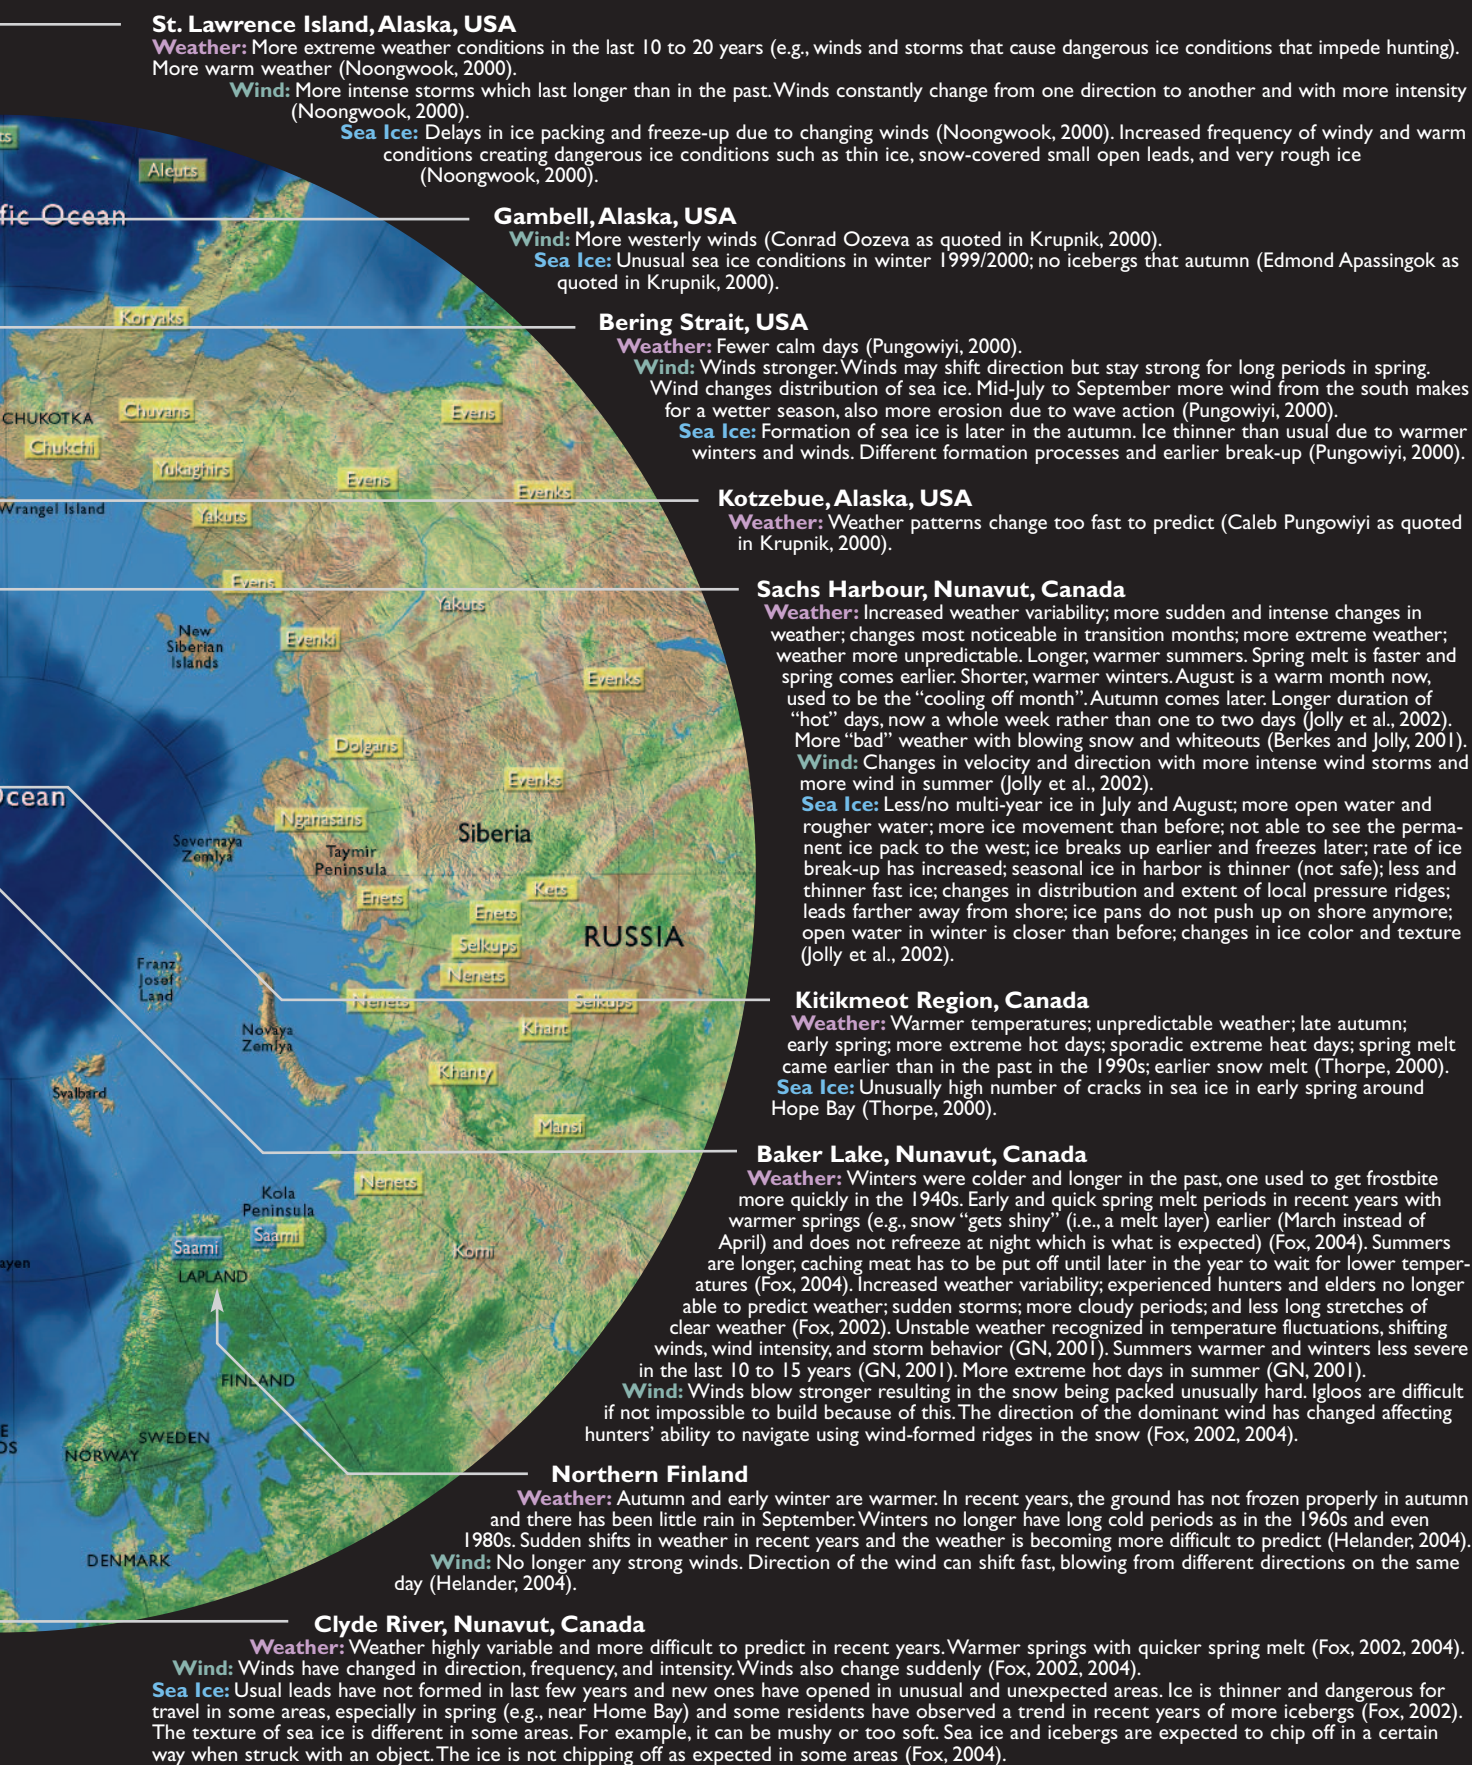 St. Lawrence Island, Alaska, USA
Weather: More extreme weather conditions in the last 10 to 20 years (e.g., winds and storms that cause dangerous ice conditions that impede hunting).
More warm weather (Noongwook, 2000).
Wind: More intense storms which last longer than in the past. Winds constantly change from one direction to another and with more intensity
(Noongwook, 2000).
Sea Ice: Delays in ice packing and freeze-up due to changing winds (Noongwook, 2000). Increased frequency of windy and warm
conditions creating dangerous ice conditions such as thin ice, snow-covered small open leads, and very rough ice
(Noongwook, 2000).
Gambell, Alaska, USA
Wind: More westerly winds (Conrad Oozeva as quoted in Krupnik, 2000).
Sea Ice: Unusual sea ice conditions in winter 1999/2000; no icebergs that autumn (Edmond Apassingok as
quoted in Krupnik, 2000).
Bering Strait, USA
Weather: Fewer calm days (Pungowiyi, 2000).
Wind: Winds stronger. Winds may shift direction but stay strong for long periods in spring.
Wind changes distribution of sea ice. Mid-July to September more wind from the south makes
for a wetter season, also more erosion due to wave action (Pungowiyi, 2000).
Sea Ice: Formation of sea ice is later in the autumn. Ice thinner than usual due to warmer
winters and winds. Different formation processes and earlier break-up (Pungowiyi, 2000).
Kotzebue, Alaska, USA
Weather: Weather patterns change too fast to predict (Caleb Pungowiyi as quoted
in Krupnik, 2000).
Sachs Harbour, Nunavut, Canada
Weather: Increased weather variability; more sudden and intense changes in
weather; changes most noticeable in transition months; more extreme weather;
weather more unpredictable. Longer, warmer summers. Spring melt is faster and
spring comes earlier. Shorter, warmer winters. August is a warm month now,
used to be the “cooling off month”. Autumn comes later. Longer duration of
“hot” days, now a whole week rather than one to two days (Jolly et al., 2002).
More “bad” weather with blowing snow and whiteouts (Berkes and Jolly, 2001).
Wind: Changes in velocity and direction with more intense wind storms and
more wind in summer (Jolly et al., 2002).
Sea Ice: Less/no multi-year ice in July and August; more open water and
rougher water; more ice movement than before; not able to see the perma-
nent ice pack to the west; ice breaks up earlier and freezes later; rate of ice
break-up has increased; seasonal ice in harbor is thinner (not safe); less and
thinner fast ice; changes in distribution and extent of local pressure ridges;
leads farther away from shore; ice pans do not push up on shore anymore;
open water in winter is closer than before; changes in ice color and texture
(Jolly et al., 2002).
Kitikmeot Region, Canada
Weather: Warmer temperatures; unpredictable weather; late autumn;
early spring; more extreme hot days; sporadic extreme heat days; spring melt
came earlier than in the past in the 1990s; earlier snow melt (Thorpe, 2000).
Sea Ice: Unusually high number of cracks in sea ice in early spring around
Hope Bay (Thorpe, 2000).
Baker Lake, Nunavut, Canada
Weather: Winters were colder and longer in the past, one used to get frostbite
more quickly in the 1940s. Early and quick spring melt periods in recent years with
warmer springs (e.g., snow “gets shiny” (i.e., a melt layer) earlier (March instead of
April) and does not refreeze at night which is what is expected) (Fox, 2004). Summers
are longer, caching meat has to be put off until later in the year to wait for lower temper-
atures (Fox, 2004). Increased weather variability; experienced hunters and elders no longer
able to predict weather; sudden storms; more cloudy periods; and less long stretches of
clear weather (Fox, 2002). Unstable weather recognized in temperature fluctuations, shifting
winds, wind intensity, and storm behavior (GN, 2001). Summers warmer and winters less severe
in the last 10 to 15 years (GN, 2001). More extreme hot days in summer (GN, 2001).
Wind: Winds blow stronger resulting in the snow being packed unusually hard. Igloos are difficult
if not impossible to build because of this. The direction of the dominant wind has changed affecting
hunters’ ability to navigate using wind-formed ridges in the snow (Fox, 2002, 2004).
Northern Finland
Weather: Autumn and early winter are warmer. In recent years, the ground has not frozen properly in autumn
and there has been little rain in September. Winters no longer have long cold periods as in the 1960s and even
1980s. Sudden shifts in weather in recent years and the weather is becoming more difficult to predict (Helander, 2004).
Wind: No longer any strong winds. Direction of the wind can shift fast, blowing from different directions on the same
day (Helander, 2004).
Clyde River, Nunavut, Canada
Weather: Weather highly variable and more difficult to predict in recent years. Warmer springs with quicker spring melt (Fox, 2002, 2004).
Wind: Winds have changed in direction, frequency, and intensity. Winds also change suddenly (Fox, 2002, 2004).
Sea Ice: Usual leads have not formed in last few years and new ones have opened in unusual and unexpected areas. Ice is thinner and dangerous for
travel in some areas, especially in spring (e.g., near Home Bay) and some residents have observed a trend in recent years of more icebergs (Fox, 2002).
The texture of sea ice is different in some areas. For example, it can be mushy or too soft. Sea ice and icebergs are expected to chip off in a certain
way when struck with an object. The ice is not chipping off as expected in some areas (Fox, 2004).
ts
Aleuts
fic Ocean
Koryaks
CHUKOTKA
Chuvans
Evens
Chukchi
Yukaghirs
Evens
Evenks
Wrangel Island
Yakuts
Evens
Yakuts
New
Siberian
Islands
Evenki
Evenks
Dolgans
Evenks
Ocean
Nganasans
Siberia
Severnaya
Zemlya
Taymir
Peninsula
Kets
Enets
Enets
RUSSIA
Selkups
Franz
Josef
Land
Nenets
Nenets
Selkups
Novaya
Zemlya
Khant
Khanty
Svalbard
Mansi
Nenets
Kola
Peninsula
Saami
Saami
Komi
ayen
LAPLAND
FINLAND
E
OS
SWEDEN
NORWAY
DENMARK